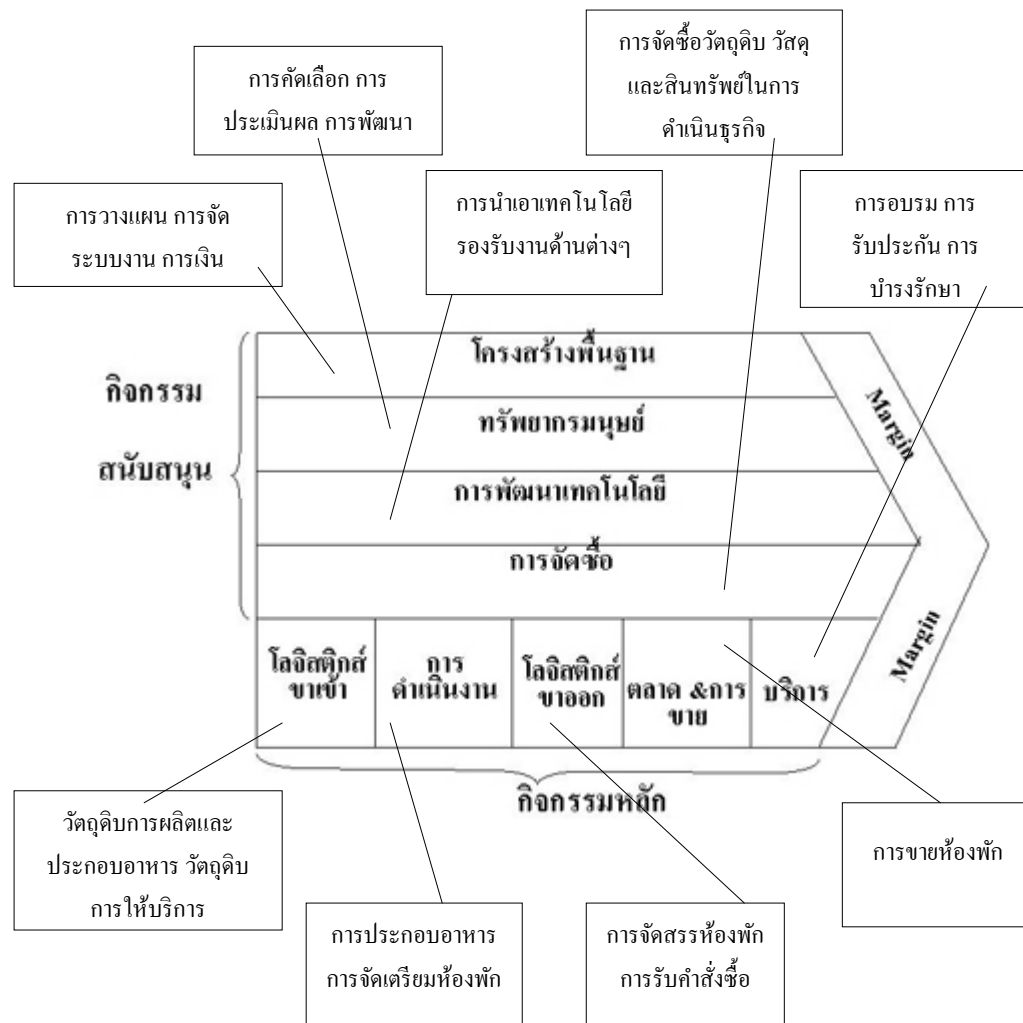 การจัดซื้อวัตถุดิบ วัสดุ
และสินทรัพย์ในการ
ดำเนินธุรกิจ
การคัดเลือก การ
ประเมินผล การพัฒนา
การวางแผน การจัด
ระบบงาน การเงิน
การนำเอาเทคโนโลยี
รองรับงานด้านต่างๆ
การอบรม การ
รับประกัน การ
บำรงรักษา
กิจกรรม
สนับสนุน
โครงสร้างพื้นฐาน
ทรัพยากรมนุษย์
การพัฒนาเทคโนโลยี
การจัดซื้อ
Margin
Margin
โลจิสติกส์
ขาเข้า
การ
ดำเนินงาน
โลจิสติกส์
ขาออก
ตลาด &การ
ขาย
บริการ
กิจกรรมหลัก
วัตถุดิบการผลิตและ
ประกอบอาหาร วัตถุดิบ
การให้บริการ
การประกอบอาหาร
การจัดเตรียมห้องพัก
การจัดสรรห้องพัก
การรับคำสั่งซื้อ
การขายห้องพัก